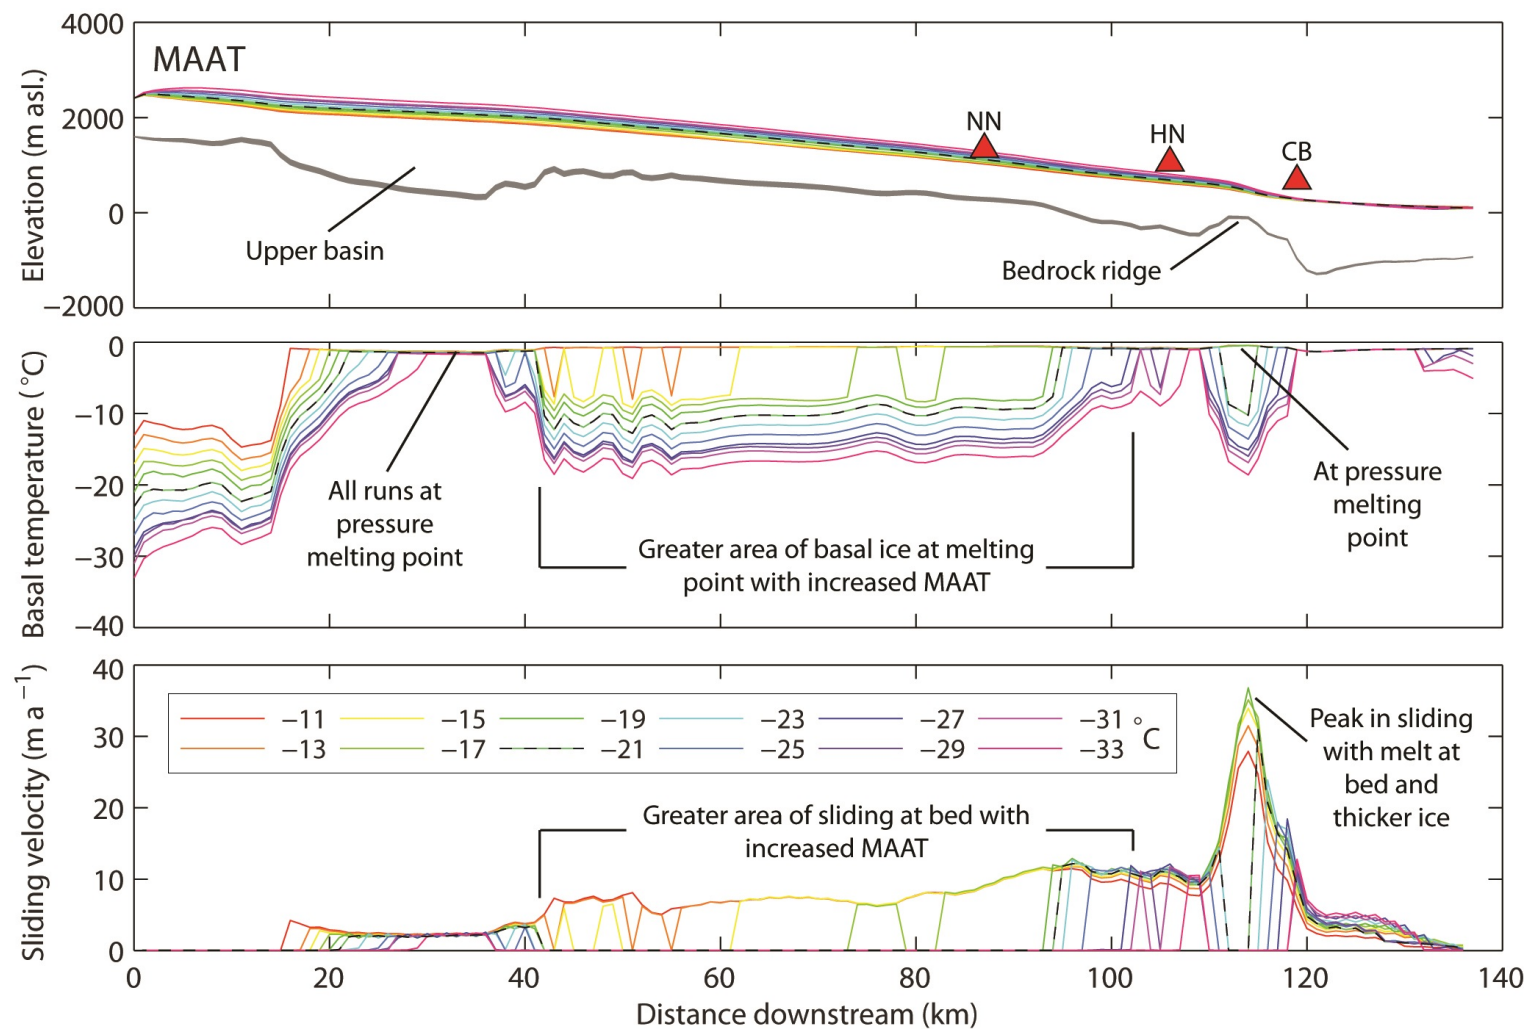 MAAT
Elevation (m asl.)
4000
2000
0
−2000
NN
HN
CB
Upper basin
Bedrock ridge
Basal temperature (°C)
0
−10
−20
−30
−40
All runs at
pressure
melting point
Greater area of basal ice at melting
point with increased MAAT
At pressure
melting
point
Sliding velocity (m a −1)
40
30
20
10
0
−11 −15 −19 −23 −27 −31 °C
−13 −17 −21 −25 −29 −33
Greater area of sliding at bed with
increased MAAT
Peak in sliding
with melt at
bed and
thicker ice
0 20 40 60 80 100 120 140
Distance downstream (km)